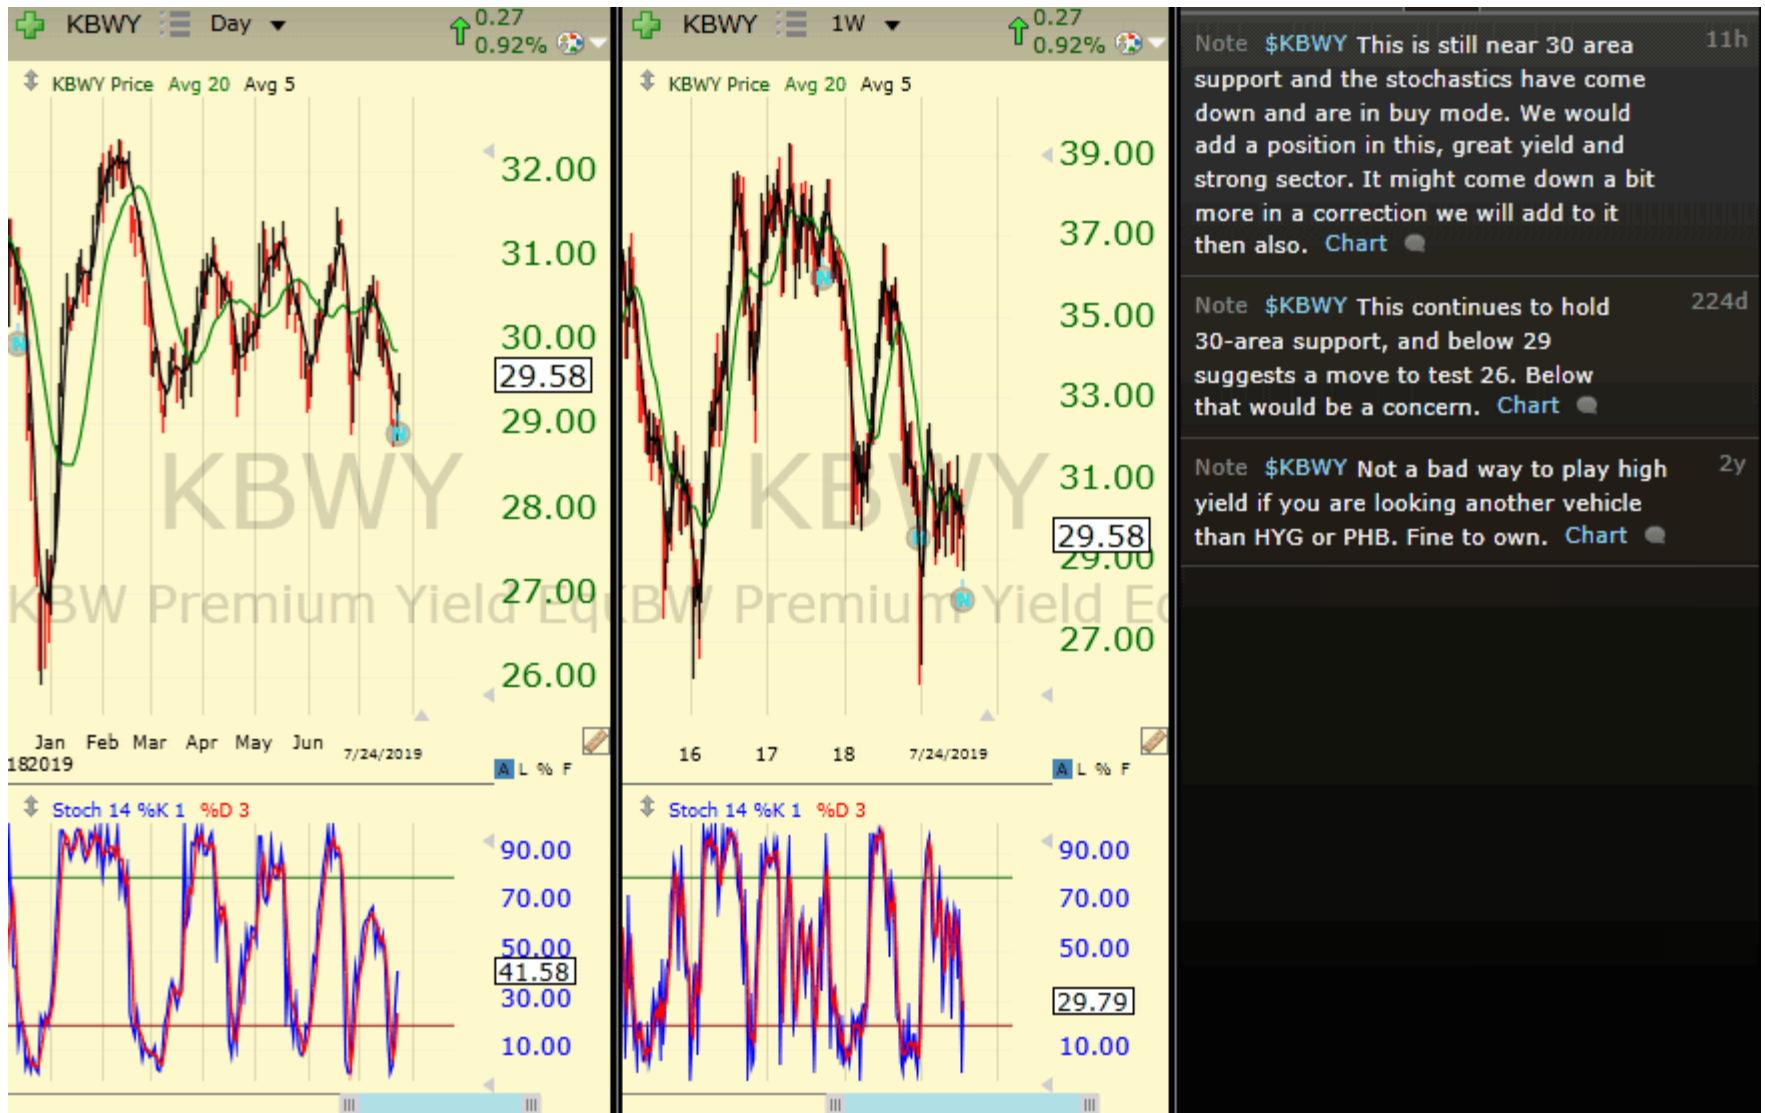 KBWY Day 0.27
0.92%
KBWY Price Avg 20 Avg 5
32.00
31.00
30.00
29.58
29.00
28.00
27.00
26.00
KBWY
KBW Premium Yield Equ
Jan Feb Mar Apr May Jun 7/24/2019
182019
A L % F
Stoch 14 %K 1 %D 3
90.00
70.00
50.00
41.58
30.00
10.00
N
N
KBWY 1W 0.27
0.92%
KBWY Price Avg 20 Avg 5
39.00
37.00
35.00
33.00
31.00
29.58
29.00
27.00
KBWY
KBW Premium Yield Eq
16 17 18 7/24/2019
A L % F
Stoch 14 %K 1 %D 3
90.00
70.00
50.00
29.79
10.00
N
N
N
Note $KBWY This is still near 30 area 11h
support and the stochastics have come
down and are in buy mode. We would
add a position in this, great yield and
strong sector. It might come down a bit
more in a correction we will add to it
then also. Chart
Note $KBWY This continues to hold 224d
30-area support, and below 29
suggests a move to test 26. Below
that would be a concern. Chart
Note $KBWY Not a bad way to play high 2y
yield if you are looking another vehicle
than HYG or PHB. Fine to own. Chart